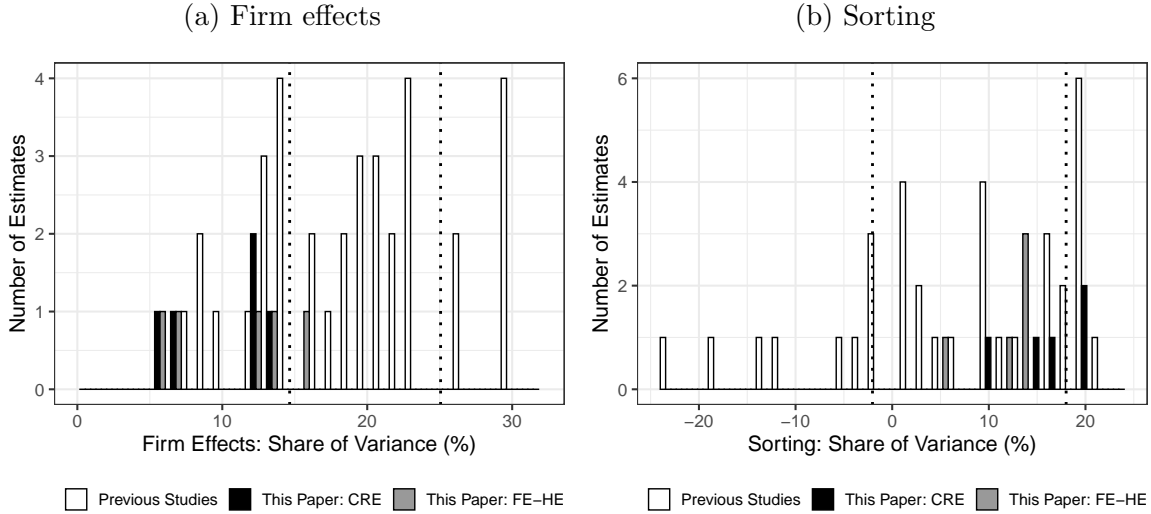 (a) Firm effects
4
3
2
1
0
Number of Estimates
0 10 20 30
Firm Effects: Share of Variance (%)
Previous Studies This Paper: CRE This Paper: FE−HE
(b) Sorting
6
4
2
0
Number of Estimates
−20 −10 0 10 20
Sorting: Share of Variance (%)
Previous Studies This Paper: CRE This Paper: FE−HE